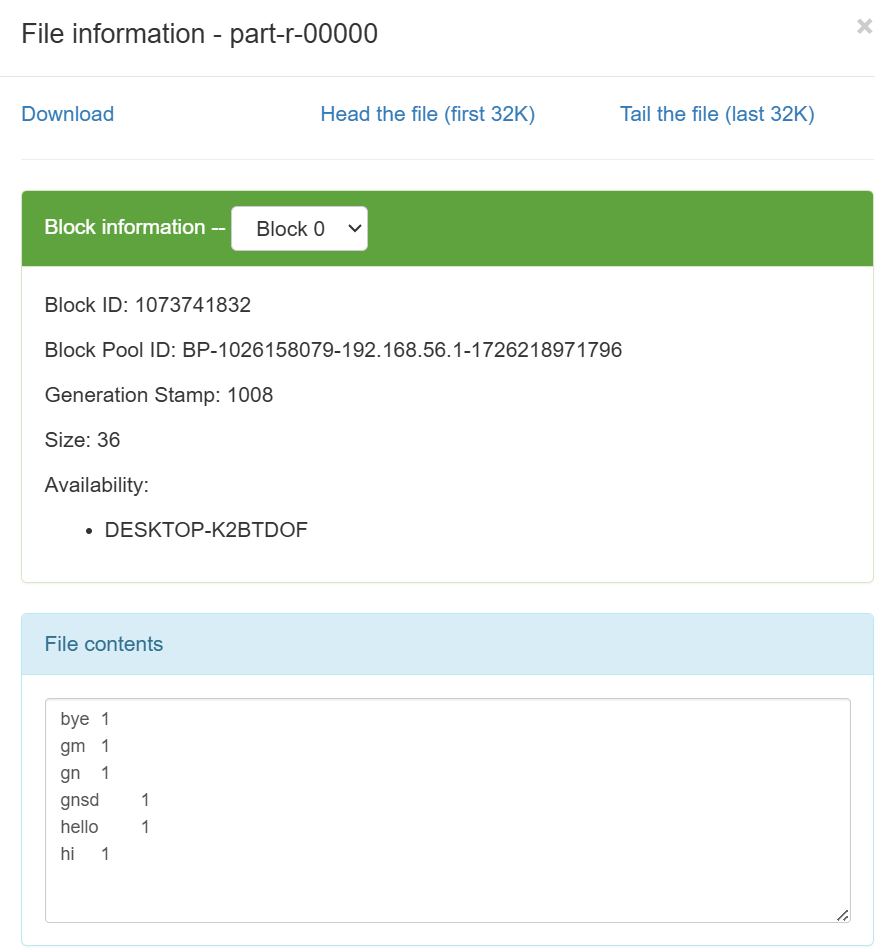 File information - part-r-00000
×
Download Head the file (first 32K) Tail the file (last 32K)
Block information -- Block 0
Block ID: 1073741832
Block Pool ID: BP-1026158079-192.168.56.1-1726218971796
Generation Stamp: 1008
Size: 36
Availability:
• DESKTOP-K2BTDOF
File contents
bye 1
gm 1
gn 1
gnsd 1
hello 1
hi 1